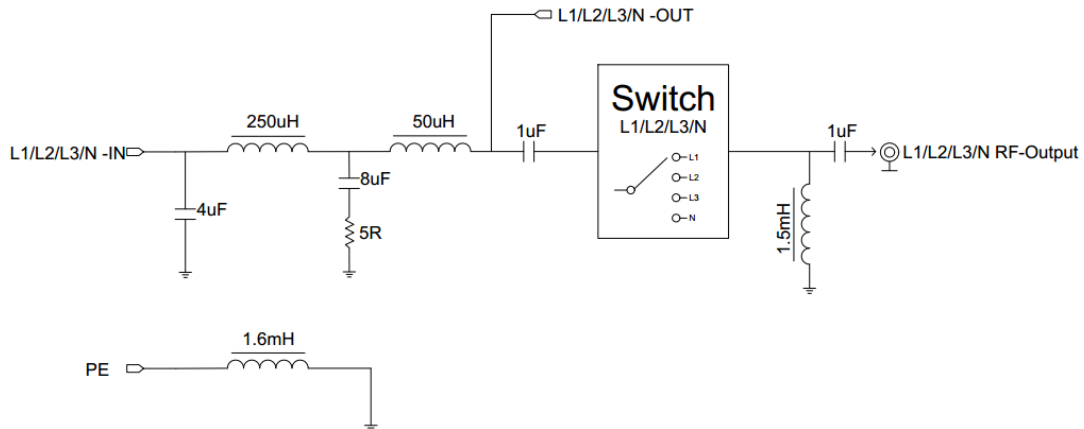 L1/L2/L3/N -OUT
Switch
L1/L2/L3/N
250uH
50uH
1uF
1uF
L1/L2/L3/N -IN
L1/L2/L3/N RF-Output
L1
L2
L3
N
8uF
4uF
5R
1.5mH
1.6mH
PE